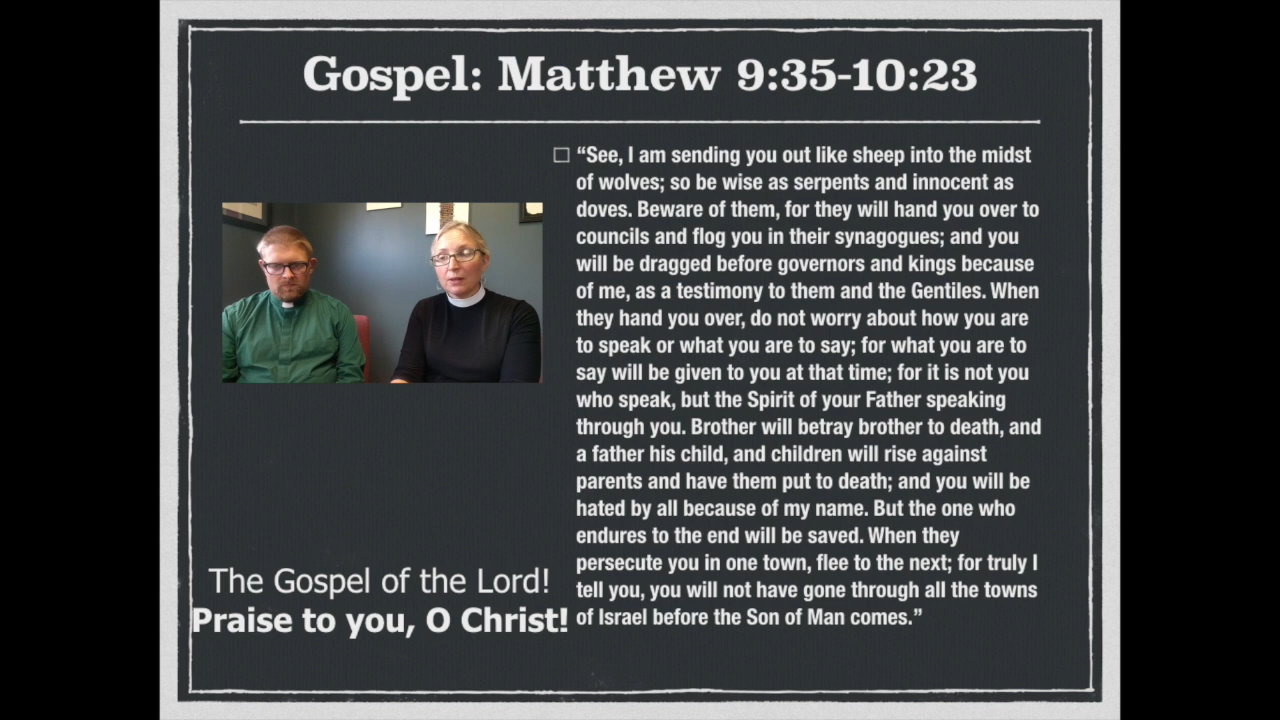 Gospel: Matthew 9:35-10:23
“See, I am sending you out like sheep into the midst
of wolves; so be wise as serpents and innocent as
doves. Beware of them, for they will hand you over to
councils and flog you in their synagogues; and you
will be dragged before governors and kings because
of me, as a testimony to them and the Gentiles. When
they hand you over, do not worry about how you are
to speak or what you are to say; for what you are to
say will be given to you at that time; for it is not you
who speak, but the Spirit of your Father speaking
through you. Brother will betray brother to death, and
a father his child, and children will rise against
parents and have them put to death; and you will be
hated by all because of my name. But the one who
endures to the end will be saved. When they
persecute you in one town, flee to the next; for truly I
tell you, you will not have gone through all the towns
of Israel before the Son of Man comes.”
The Gospel of the Lord!
Praise to you, O Christ!